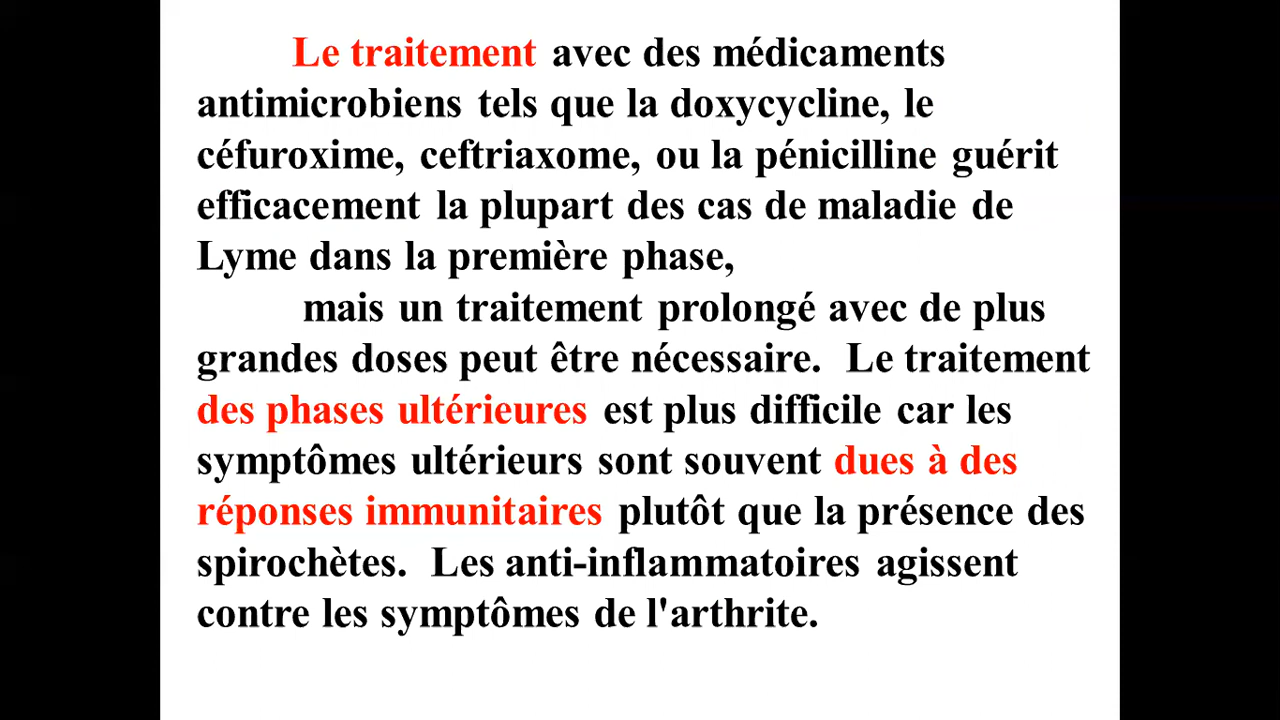 Le traitement avec des médicaments
antimicrobiens tels que la doxycycline, le
céfuroxime, ceftriaxome, ou la pénicilline guérit
efficacement la plupart des cas de maladie de
Lyme dans la première phase,
mais un traitement prolongé avec de plus
grandes doses peut être nécessaire.  Le traitement
des phases ultérieures est plus difficile car les
symptômes ultérieurs sont souvent dues à des
réponses immunitaires plutôt que la présence des
spirochètes.  Les anti-inflammatoires agissent
contre les symptômes de l'arthrite.